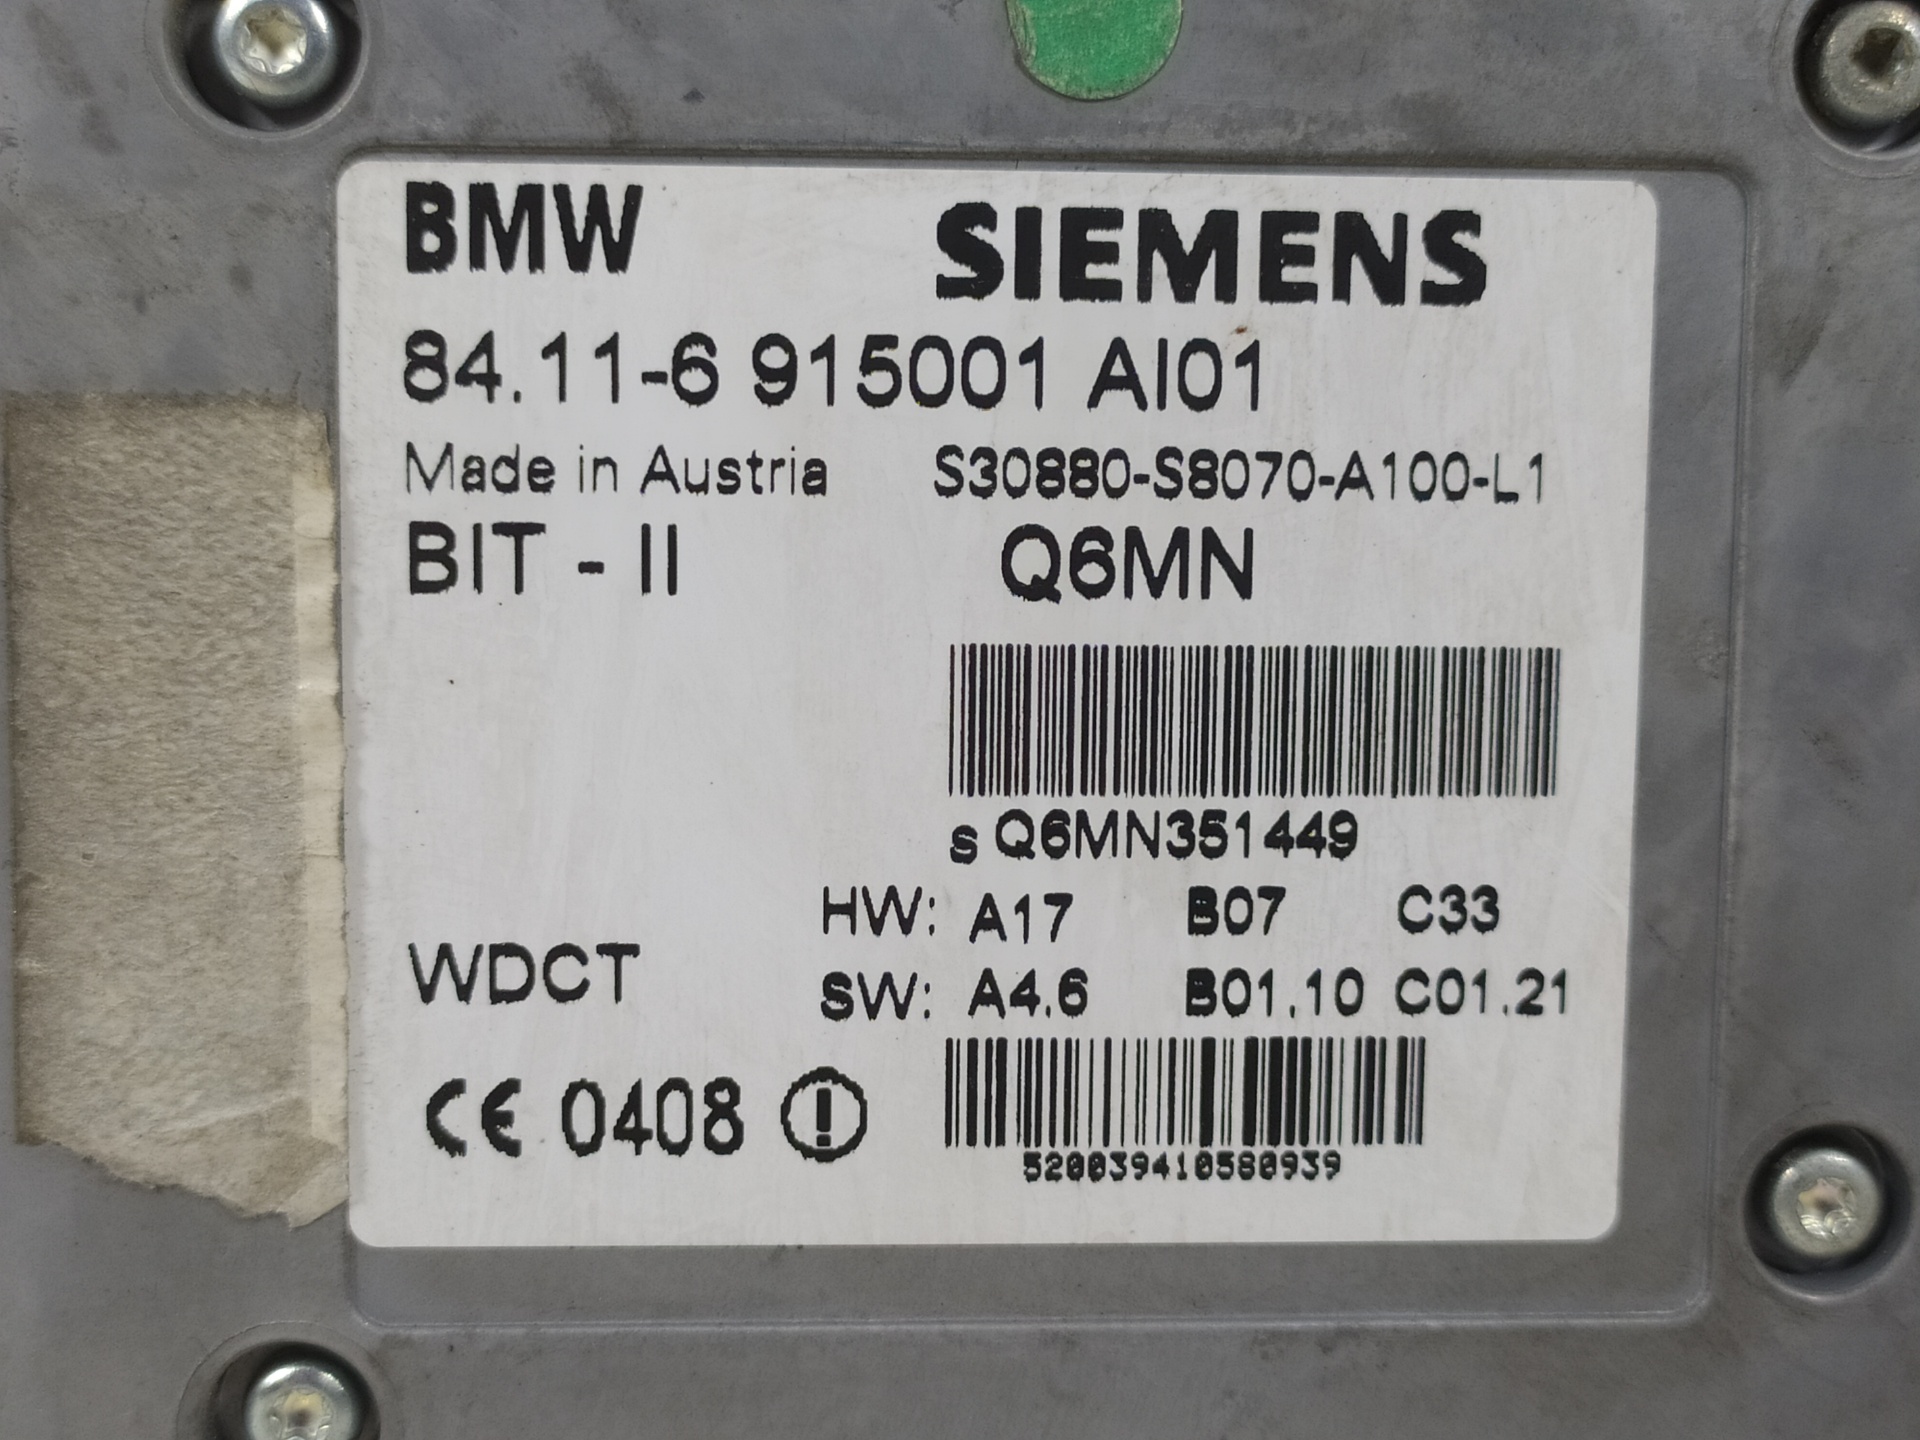 BMW SIEMENS
84.11-6 915001 AI01
Made in Austria S30880-S8070-A100-L1
BIT - II Q6MN
s Q6MN351449
HW: A17 B07 C33
WDCT SW: A4.6 B01.10 C01.21
CE 0408
520039410580939